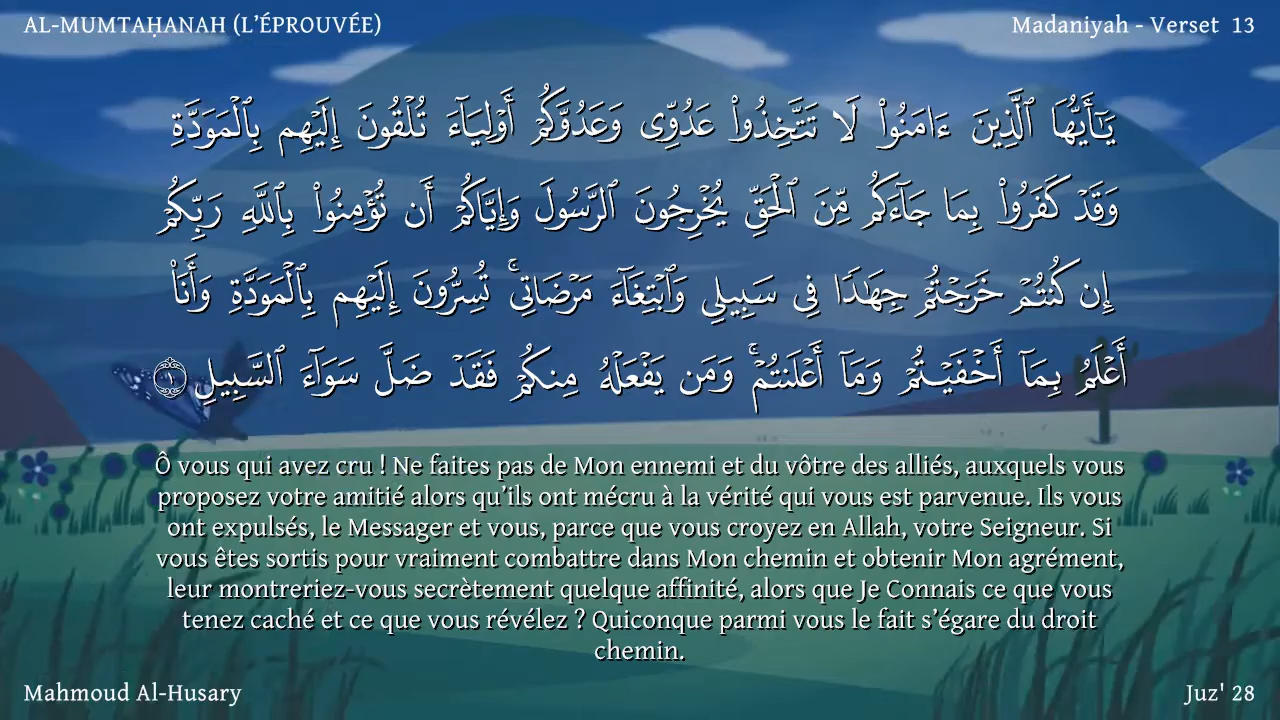 AL-MUMTAḤANAH (L’ÉPROUVÉE)
Madaniyah - Verset 13
يَـٰٓأَيُّهَا ٱلَّذِينَ ءَامَنُوا۟ لَا تَتَّخِذُوا۟ عَدُوِّى وَعَدُوَّكُمْ أَوْلِيَآءَ تُلْقُونَ إِلَيْهِم بِٱلْمَوَدَّةِ
وَقَدْ كَفَرُوا۟ بِمَا جَآءَكُم مِّنَ ٱلْحَقِّ يُخْرِجُونَ ٱلرَّسُولَ وَإِيَّاكُمْ أَن تُؤْمِنُوا۟ بِٱللَّهِ رَبِّكُمْ
إِن كُنتُمْ خَرَجْتُمْ جِهَـٰدًا فِى سَبِيلِى وَٱبْتِغَآءَ مَرْضَاتِى ۚ تُسِرُّونَ إِلَيْهِم بِٱلْمَوَدَّةِ وَأَنَا۠
أَعْلَمُ بِمَآ أَخْفَيْتُمْ وَمَآ أَعْلَنتُمْ ۚ وَمَن يَفْعَلْهُ مِنكُمْ فَقَدْ ضَلَّ سَوَآءَ ٱلسَّبِيلِ ١
Ô vous qui avez cru ! Ne faites pas de Mon ennemi et du vôtre des alliés, auxquels vous
proposez votre amitié alors qu’ils ont mécru à la vérité qui vous est parvenue. Ils vous
ont expulsés, le Messager et vous, parce que vous croyez en Allah, votre Seigneur. Si
vous êtes sortis pour vraiment combattre dans Mon chemin et obtenir Mon agrément,
leur montreriez-vous secrètement quelque affinité, alors que Je Connais ce que vous
tenez caché et ce que vous révélez ? Quiconque parmi vous le fait s’égare du droit
chemin.
Mahmoud Al-Husary
Juz' 28